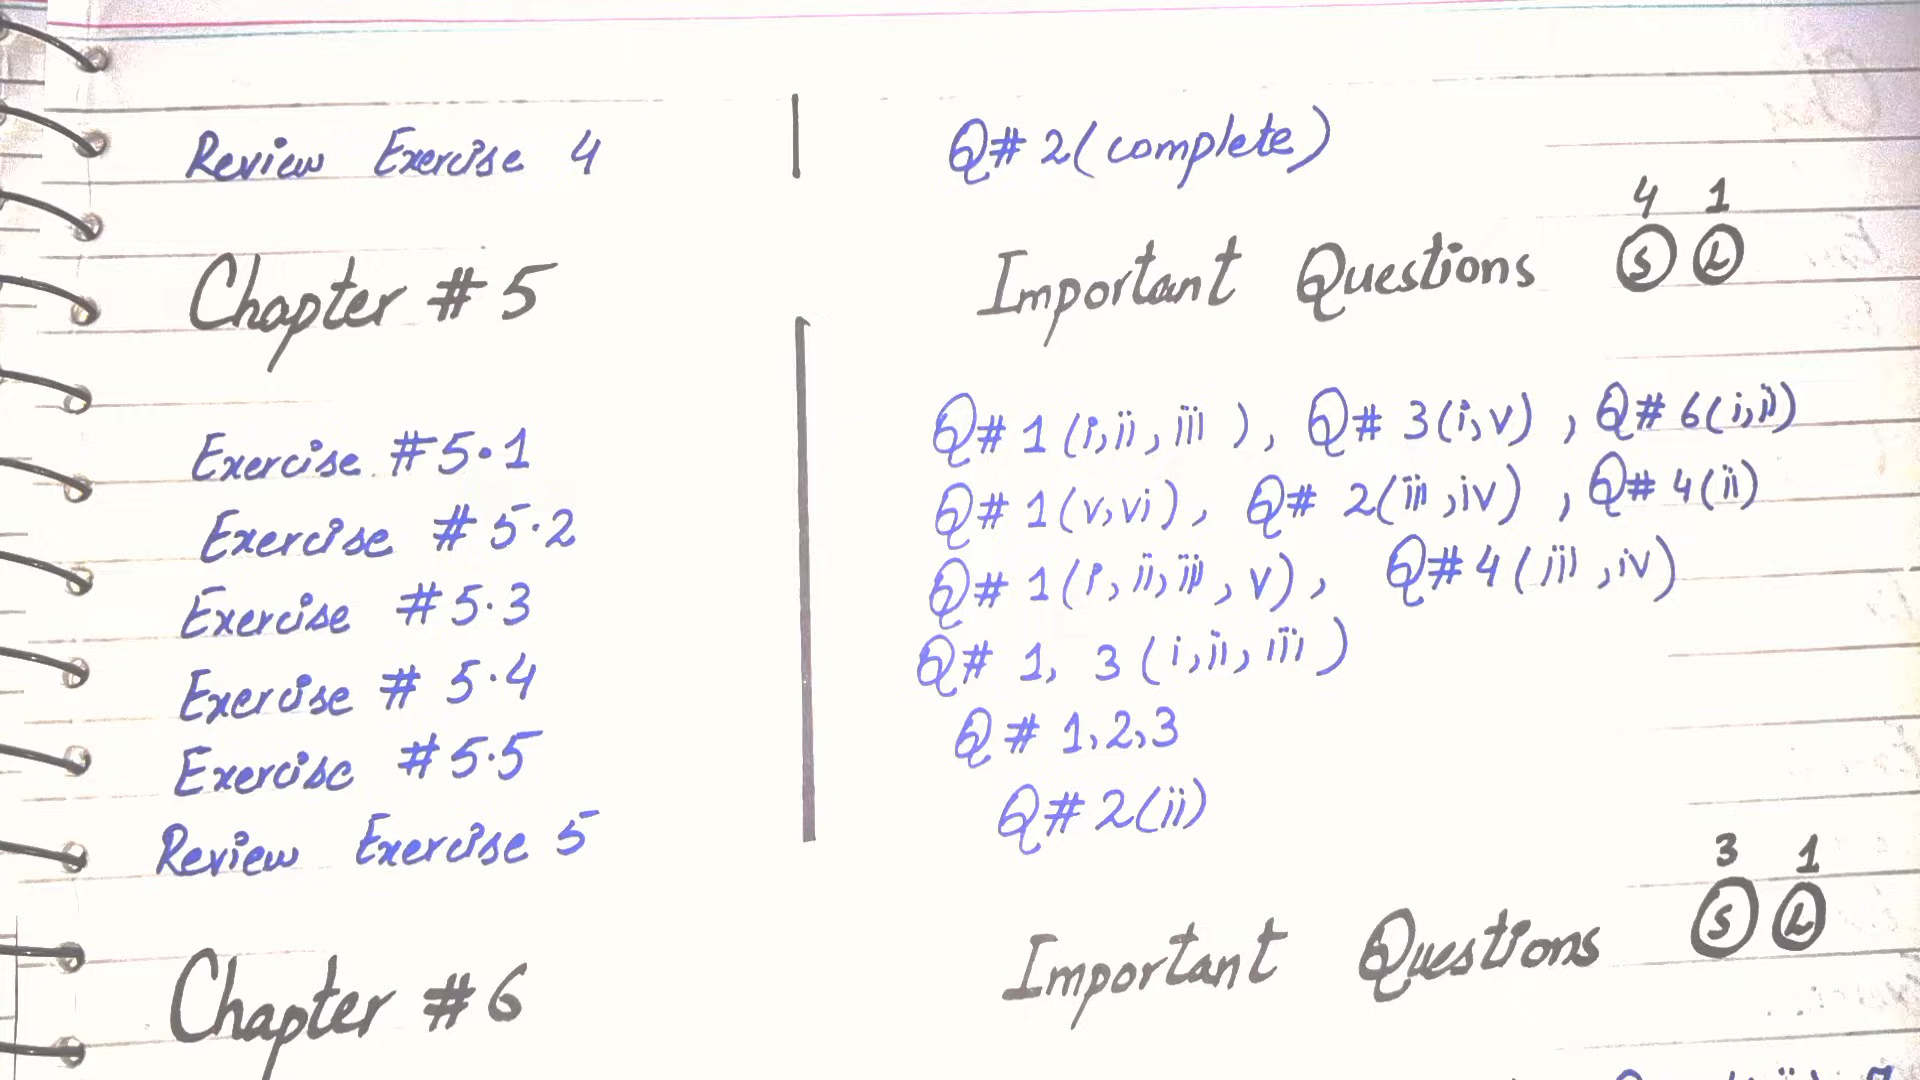 Review Exercise 4 | Q# 2(complete)
4 1
Chapter # 5 Important Questions S L
Exercise #5.1 Q# 1(i,ii,iii), Q# 3(i,v), Q# 6(i,ii)
Exercise #5.2 Q# 1(v,vi), Q# 2(iii,iv), Q# 4(ii)
Exercise #5.3 Q# 1(i,ii,iii,v), Q#4(iii,iv)
Exercise # 5.4 Q# 1, 3(i,ii,iii)
Exercise #5.5 Q# 1,2,3
Review Exercise 5 Q# 2(ii)
3 1
Chapter #6 Important Questions S L